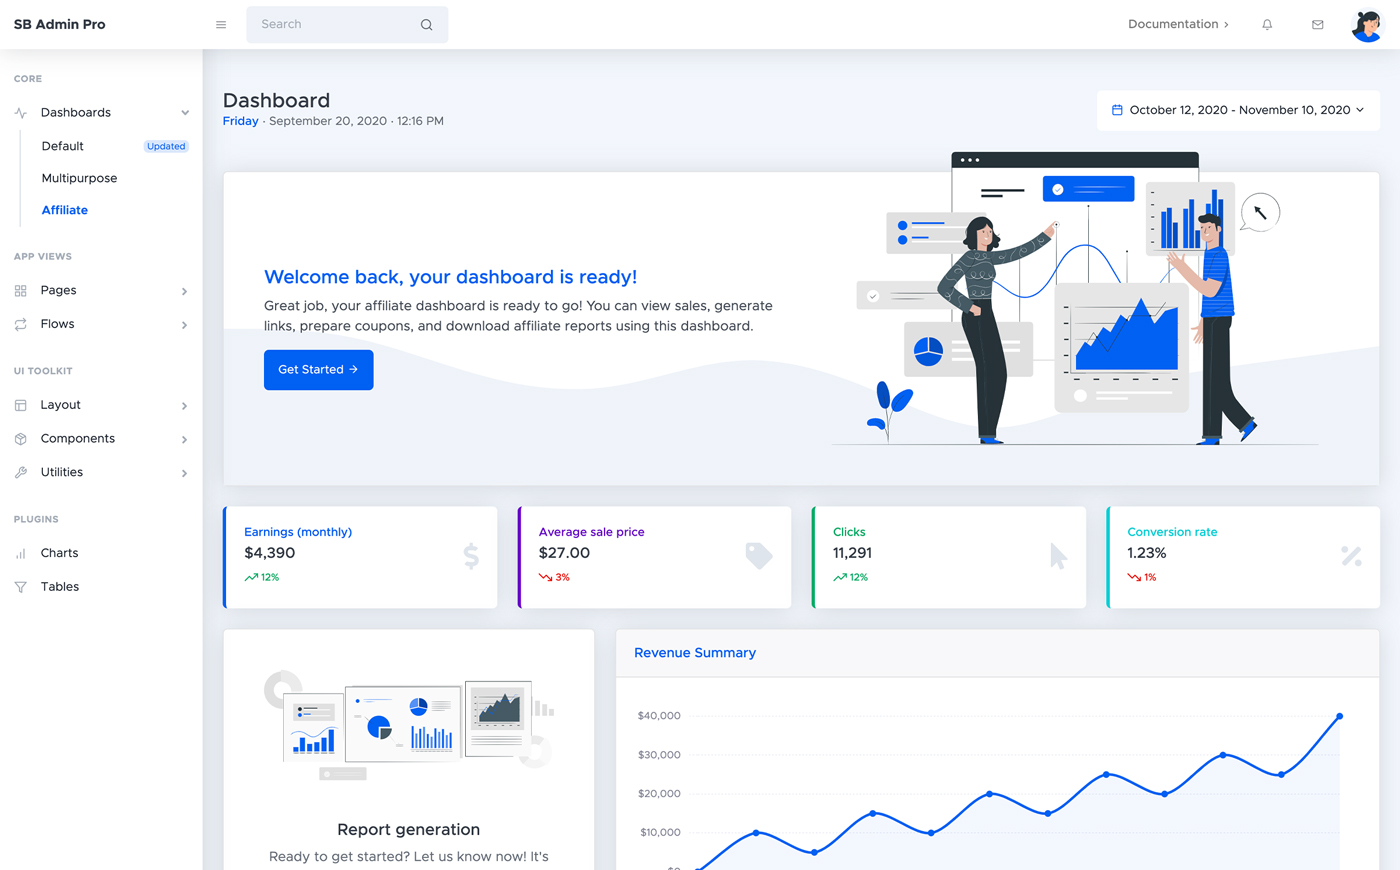 SB Admin Pro
Search
Documentation
CORE
Dashboards
Default
Updated
Multipurpose
Affiliate
APP VIEWS
Pages
Flows
UI TOOLKIT
Layout
Components
Utilities
PLUGINS
Charts
Tables
Dashboard
Friday · September 20, 2020 · 12:16 PM
October 12, 2020 - November 10, 2020
Welcome back, your dashboard is ready!
Great job, your affiliate dashboard is ready to go! You can view sales, generate
links, prepare coupons, and download affiliate reports using this dashboard.
Get Started
Earnings (monthly)
$4,390
12%
Average sale price
$27.00
3%
Clicks
11,291
12%
Conversion rate
1.23%
1%
Report generation
Ready to get started? Let us know now! It's
Revenue Summary
$40,000
$30,000
$20,000
$10,000
$0